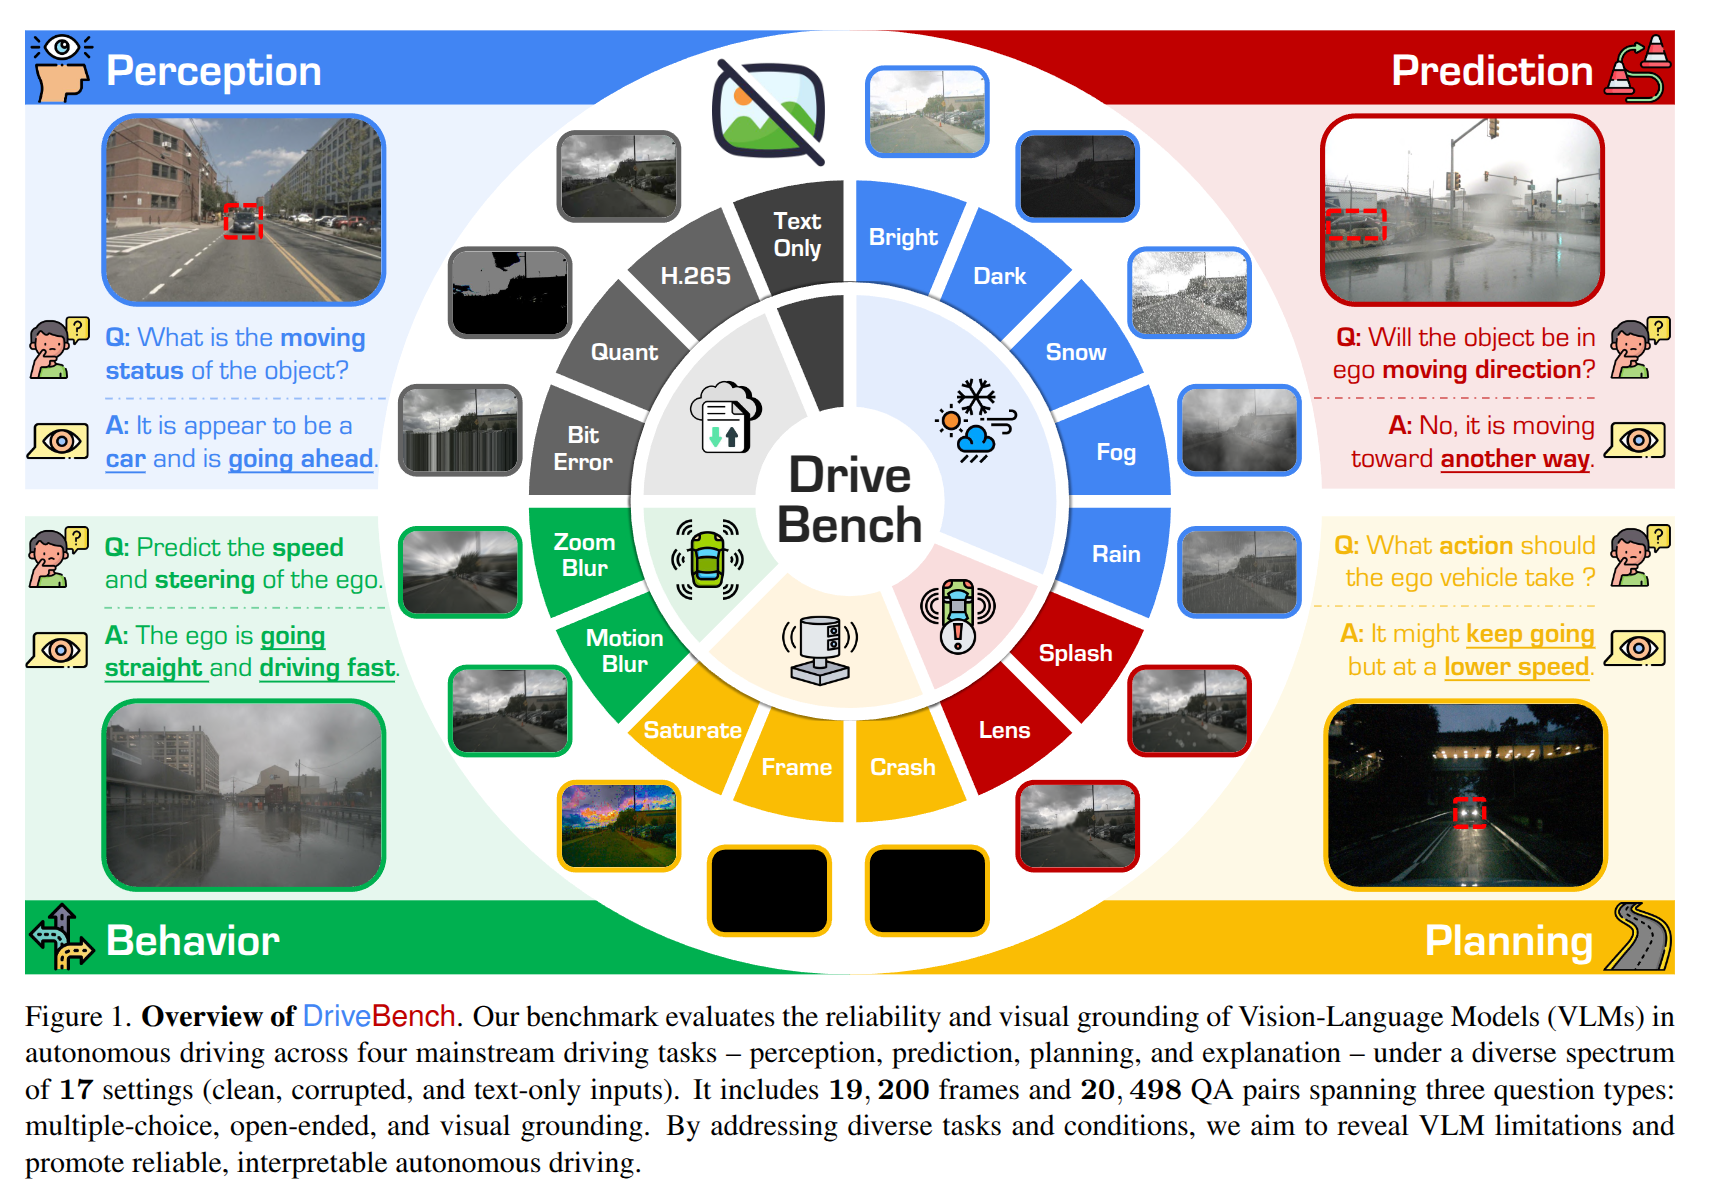 Perception
Prediction
Q: What is the moving
status of the object?
A: It is appear to be a
car and is going ahead.
Q: Will the object be in
ego moving direction?
A: No, it is moving
toward another way.
Text
Only
Bright
Dark
Snow
Fog
Rain
Splash
Lens
Crash
Frame
Saturate
Motion
Blur
Zoom
Blur
Bit
Error
Quant
H.265
Drive
Bench
Q: Predict the speed
and steering of the ego.
A: The ego is going
straight and driving fast.
Q: What action should
the ego vehicle take ?
A: It might keep going
but at a lower speed.
Behavior
Planning
Figure 1. Overview of DriveBench. Our benchmark evaluates the reliability and visual grounding of Vision-Language Models (VLMs) in
autonomous driving across four mainstream driving tasks – perception, prediction, planning, and explanation – under a diverse spectrum
of 17 settings (clean, corrupted, and text-only inputs). It includes 19, 200 frames and 20, 498 QA pairs spanning three question types:
multiple-choice, open-ended, and visual grounding. By addressing diverse tasks and conditions, we aim to reveal VLM limitations and
promote reliable, interpretable autonomous driving.